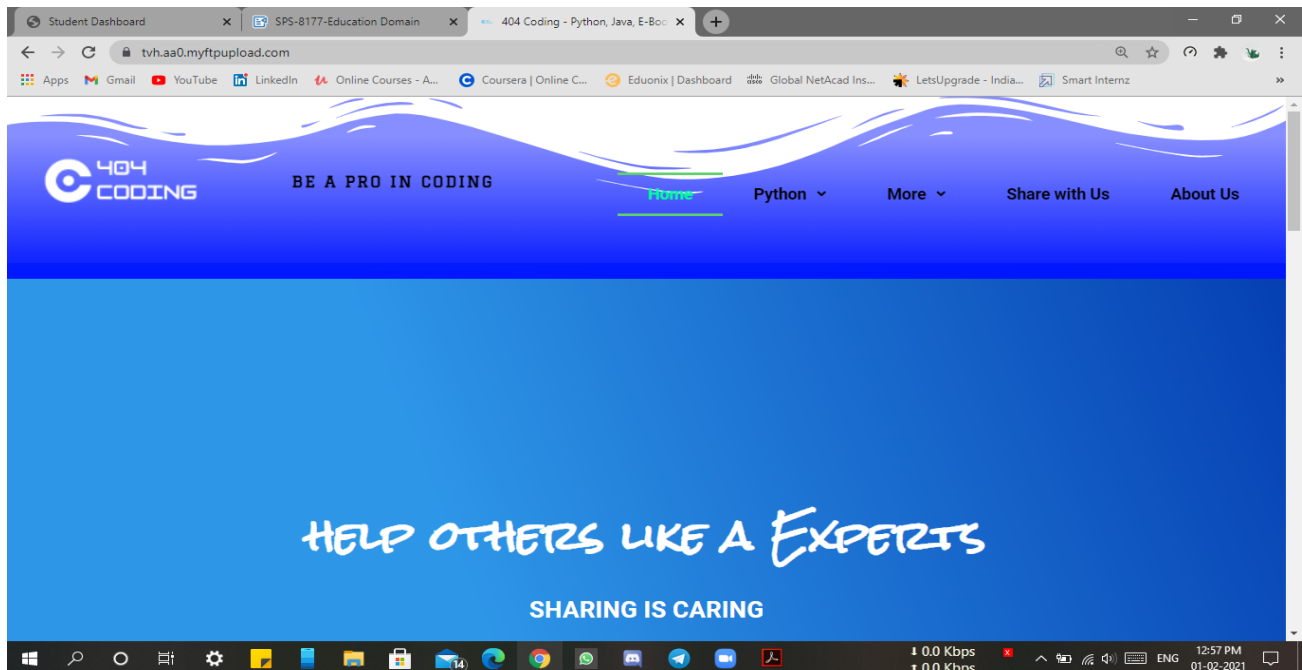 Student Dashboard
SPS-8177-Education Domain
404 Coding - Python, Java, E-Boo
tvh.aa0.myftpupload.com
Apps
Gmail
YouTube
LinkedIn
Online Courses - A...
Coursera | Online C...
Eduonix | Dashboard
Global NetAcad Ins...
LetsUpgrade - India...
Smart Internz
404
CODING
BE A PRO IN CODING
Home
Python
More
Share with Us
About Us
HELP OTHERS LIKE A EXPERTS
SHARING IS CARING
14
0.0 Kbps
0.0 Kbps
ENG
12:57 PM
01-02-2021